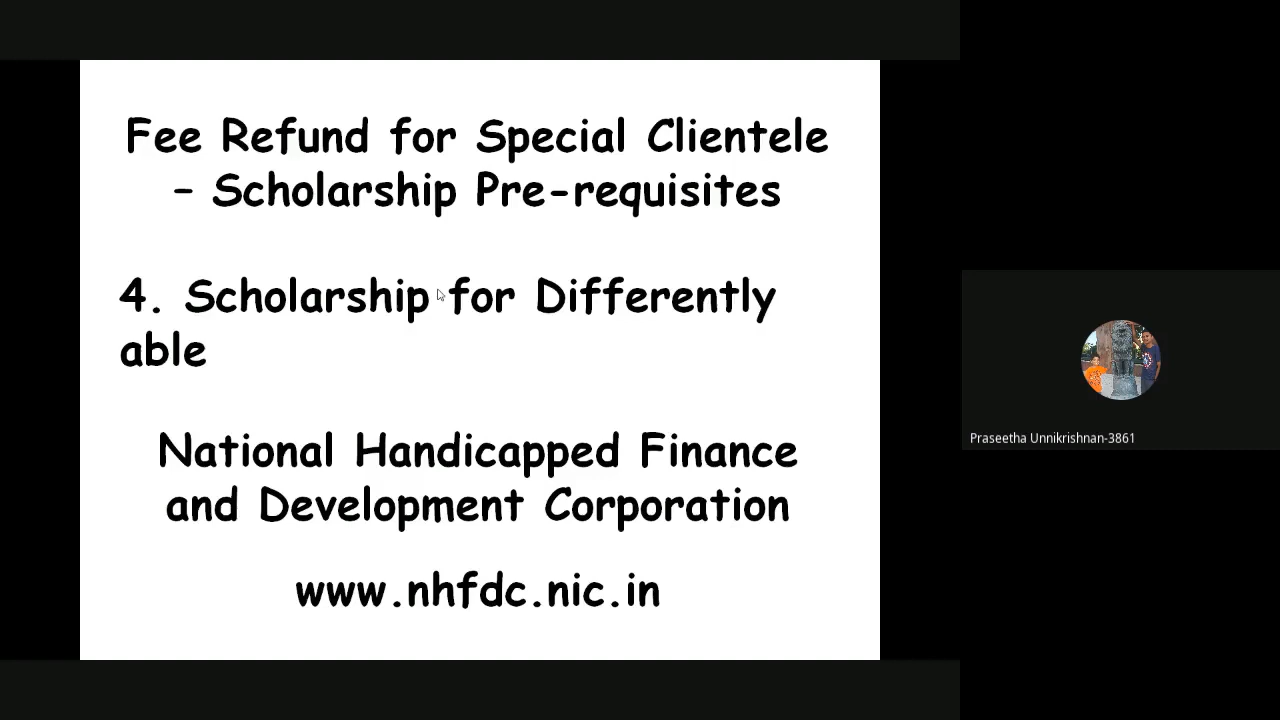 Fee Refund for Special Clientele
– Scholarship Pre-requisites
4. Scholarship for Differently
able
National Handicapped Finance
and Development Corporation
www.nhfdc.nic.in
Praseetha Unnikrishnan-3861